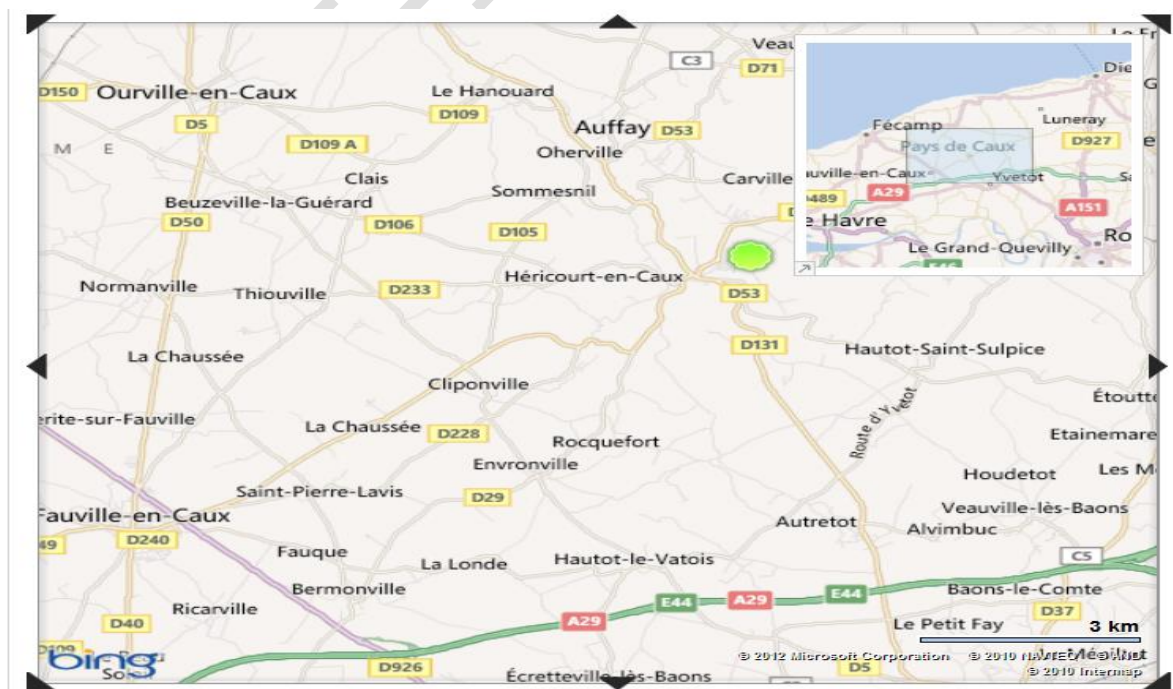 Veau
C3
D71
D150
Ourville-en-Caux
Le Hanouard
D109
D5
Auffay
D53
M E
D109 A
Oherville
Clais
Sommesnil
Carville
Beuzeville-la-Guérard
D50
D106
D105
Héricourt-en-Caux
Normanville
Thiouville
D233
D53
D131
La Chaussée
Hautot-Saint-Sulpice
Cliponville
Étoutte
erite-sur-Fauville
La Chaussée
D228
Rocquefort
Route d'Yvetot
Etainemare
Envronville
Houdetot
Les M
Saint-Pierre-Lavis
D29
Veauville-lès-Baons
Fauville-en-Caux
Autretot
Alvimbuc
49
D240
Fauque
La Londe
Hautot-le-Vatois
C5
Bermonville
E44
A29
E44
Baons-le-Comte
Ricarville
D37
D40
A29
Le Petit Fay
3 km
bing
D926
Écretteville-lès-Baons
D5
© 2012 Microsoft Corporation © 2010 NAVTEQ
© 2010 Intermap
Die
Fécamp
Luneray
D927
Pays de Caux
auville-en-Caux
A29
Yvetot
D489
A151
e Havre
Le Grand-Quevilly
Ro
E46